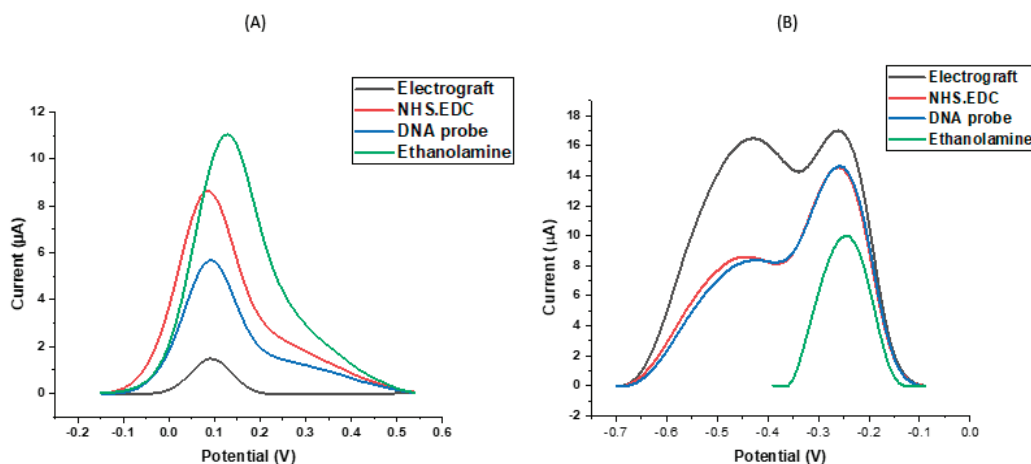 (A)
Electrograft
NHS.EDC
DNA probe
Ethanolamine
12
10
8
6
4
2
0
-0.2 -0.1 0.0 0.1 0.2 0.3 0.4 0.5 0.6
Current (µA)
Potential (V)
(B)
Electrograft
NHS.EDC
DNA probe
Ethanolamine
18
16
14
12
10
8
6
4
2
0
-2
-0.7 -0.6 -0.5 -0.4 -0.3 -0.2 -0.1 0.0
Current (µA)
Potential (V)